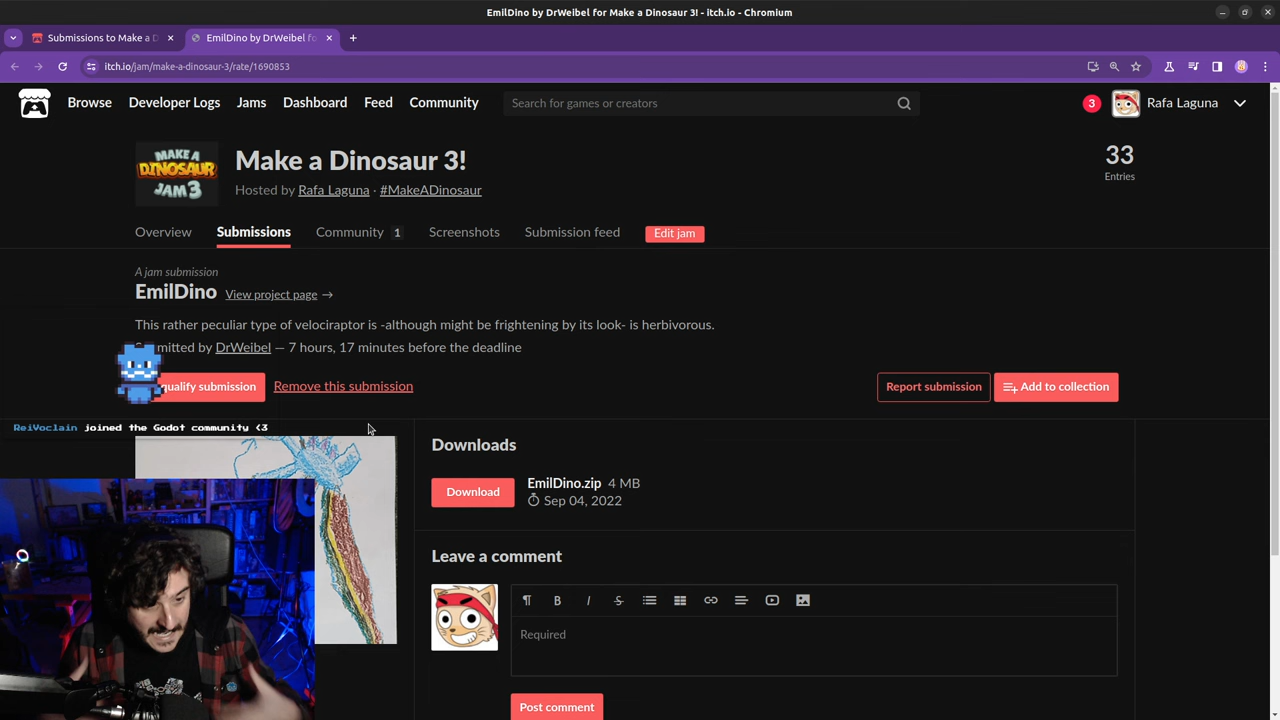 EmilDino by DrWeibel for Make a Dinosaur 3! - itch.io - Chromium
Submissions to Make a D
EmilDino by DrWeibel fo
itch.io/jam/make-a-dinosaur-3/rate/1690853
Browse
Developer Logs
Jams
Dashboard
Feed
Community
Search for games or creators
3
Rafa Laguna
MAKE A
DINOSAUR
JAM 3
Make a Dinosaur 3!
Hosted by Rafa Laguna · #MakeADinosaur
33
Entries
Overview
Submissions
Community 1
Screenshots
Submission feed
Edit jam
A jam submission
EmilDino View project page →
This rather peculiar type of velociraptor is -although might be frightening by its look- is herbivorous.
mitted by DrWeibel — 7 hours, 17 minutes before the deadline
qualify submission
Remove this submission
Report submission
Add to collection
ReiVoclain joined the Godot community <3
Downloads
Download
EmilDino.zip 4 MB
Sep 04, 2022
Leave a comment
Required
Post comment